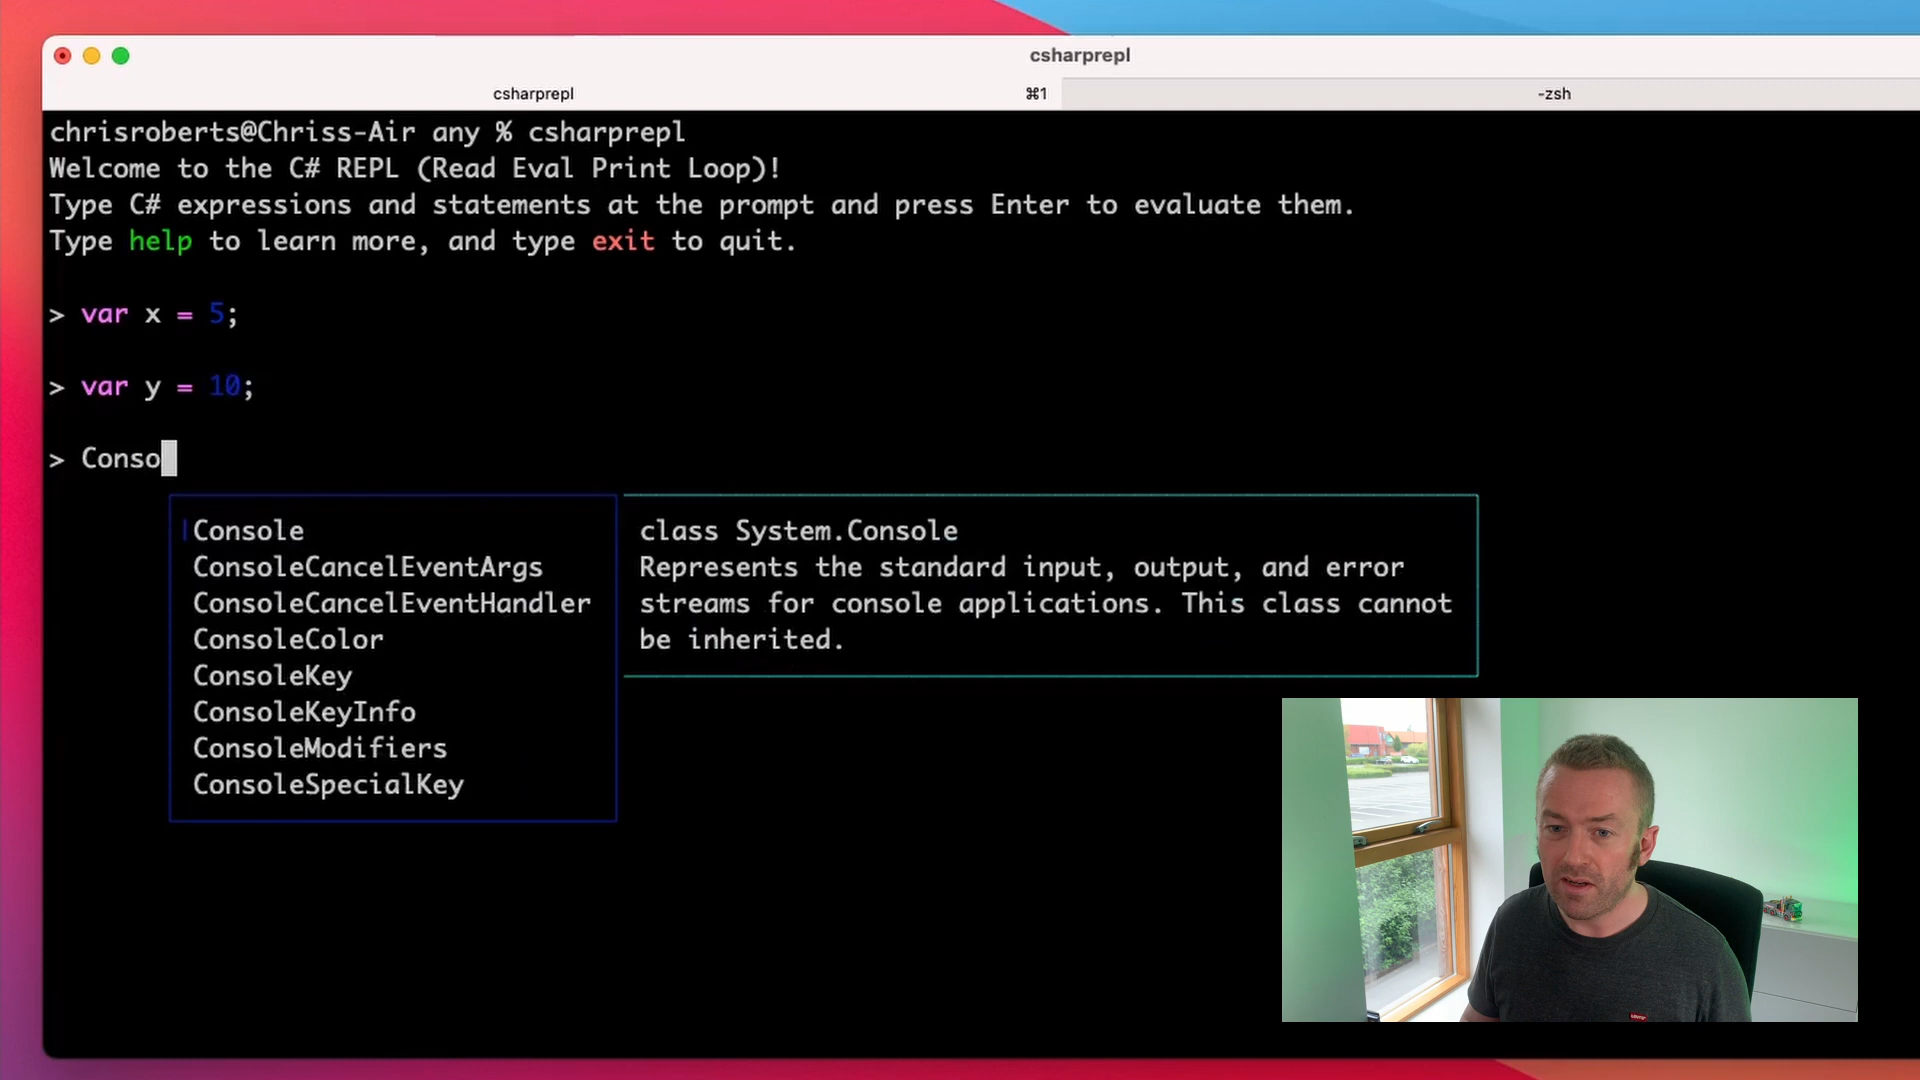 csharprepl
csharprepl ⌘1 -zsh
chrisroberts@Chriss-Air any % csharprepl
Welcome to the C# REPL (Read Eval Print Loop)!
Type C# expressions and statements at the prompt and press Enter to evaluate them.
Type help to learn more, and type exit to quit.
> var x = 5;
> var y = 10;
> Conso
Console
ConsoleCancelEventArgs
ConsoleCancelEventHandler
ConsoleColor
ConsoleKey
ConsoleKeyInfo
ConsoleModifiers
ConsoleSpecialKey
class System.Console
Represents the standard input, output, and error
streams for console applications. This class cannot
be inherited.